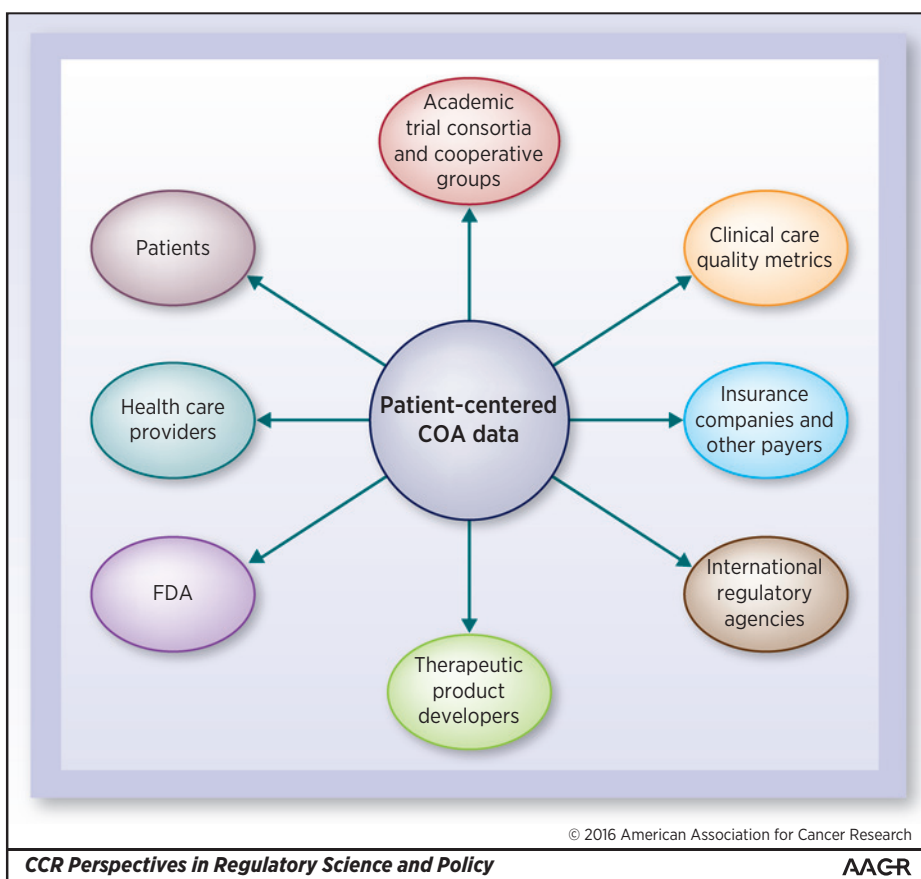 Academic
trial consortia
and cooperative
groups
Patients
Clinical care
quality metrics
Health care
providers
Patient-centered
COA data
Insurance
companies and
other payers
FDA
International
regulatory
agencies
Therapeutic
product
developers
© 2016 American Association for Cancer Research
CCR Perspectives in Regulatory Science and Policy
AACR